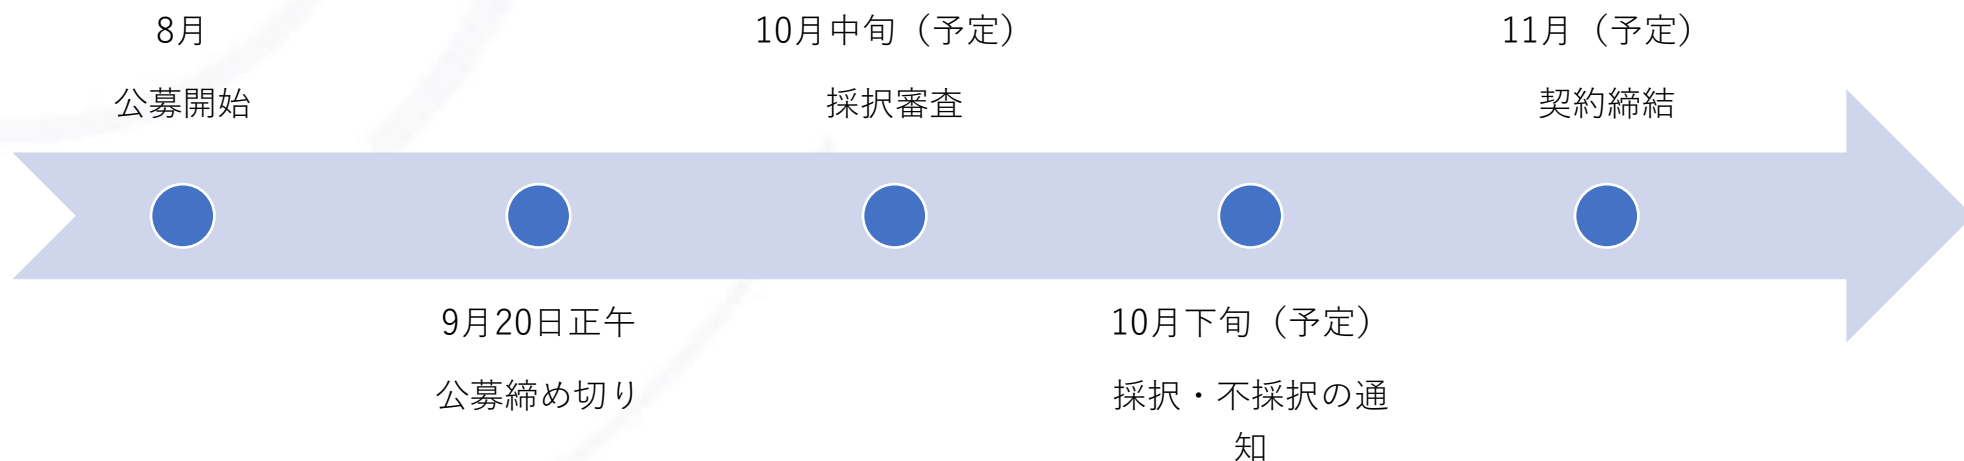 8月
公募開始
9月20日正午
公募締め切り
10月中旬（予定）
採択審査
10月下旬（予定）
採択・不採択の通
知
11月（予定）
契約締結